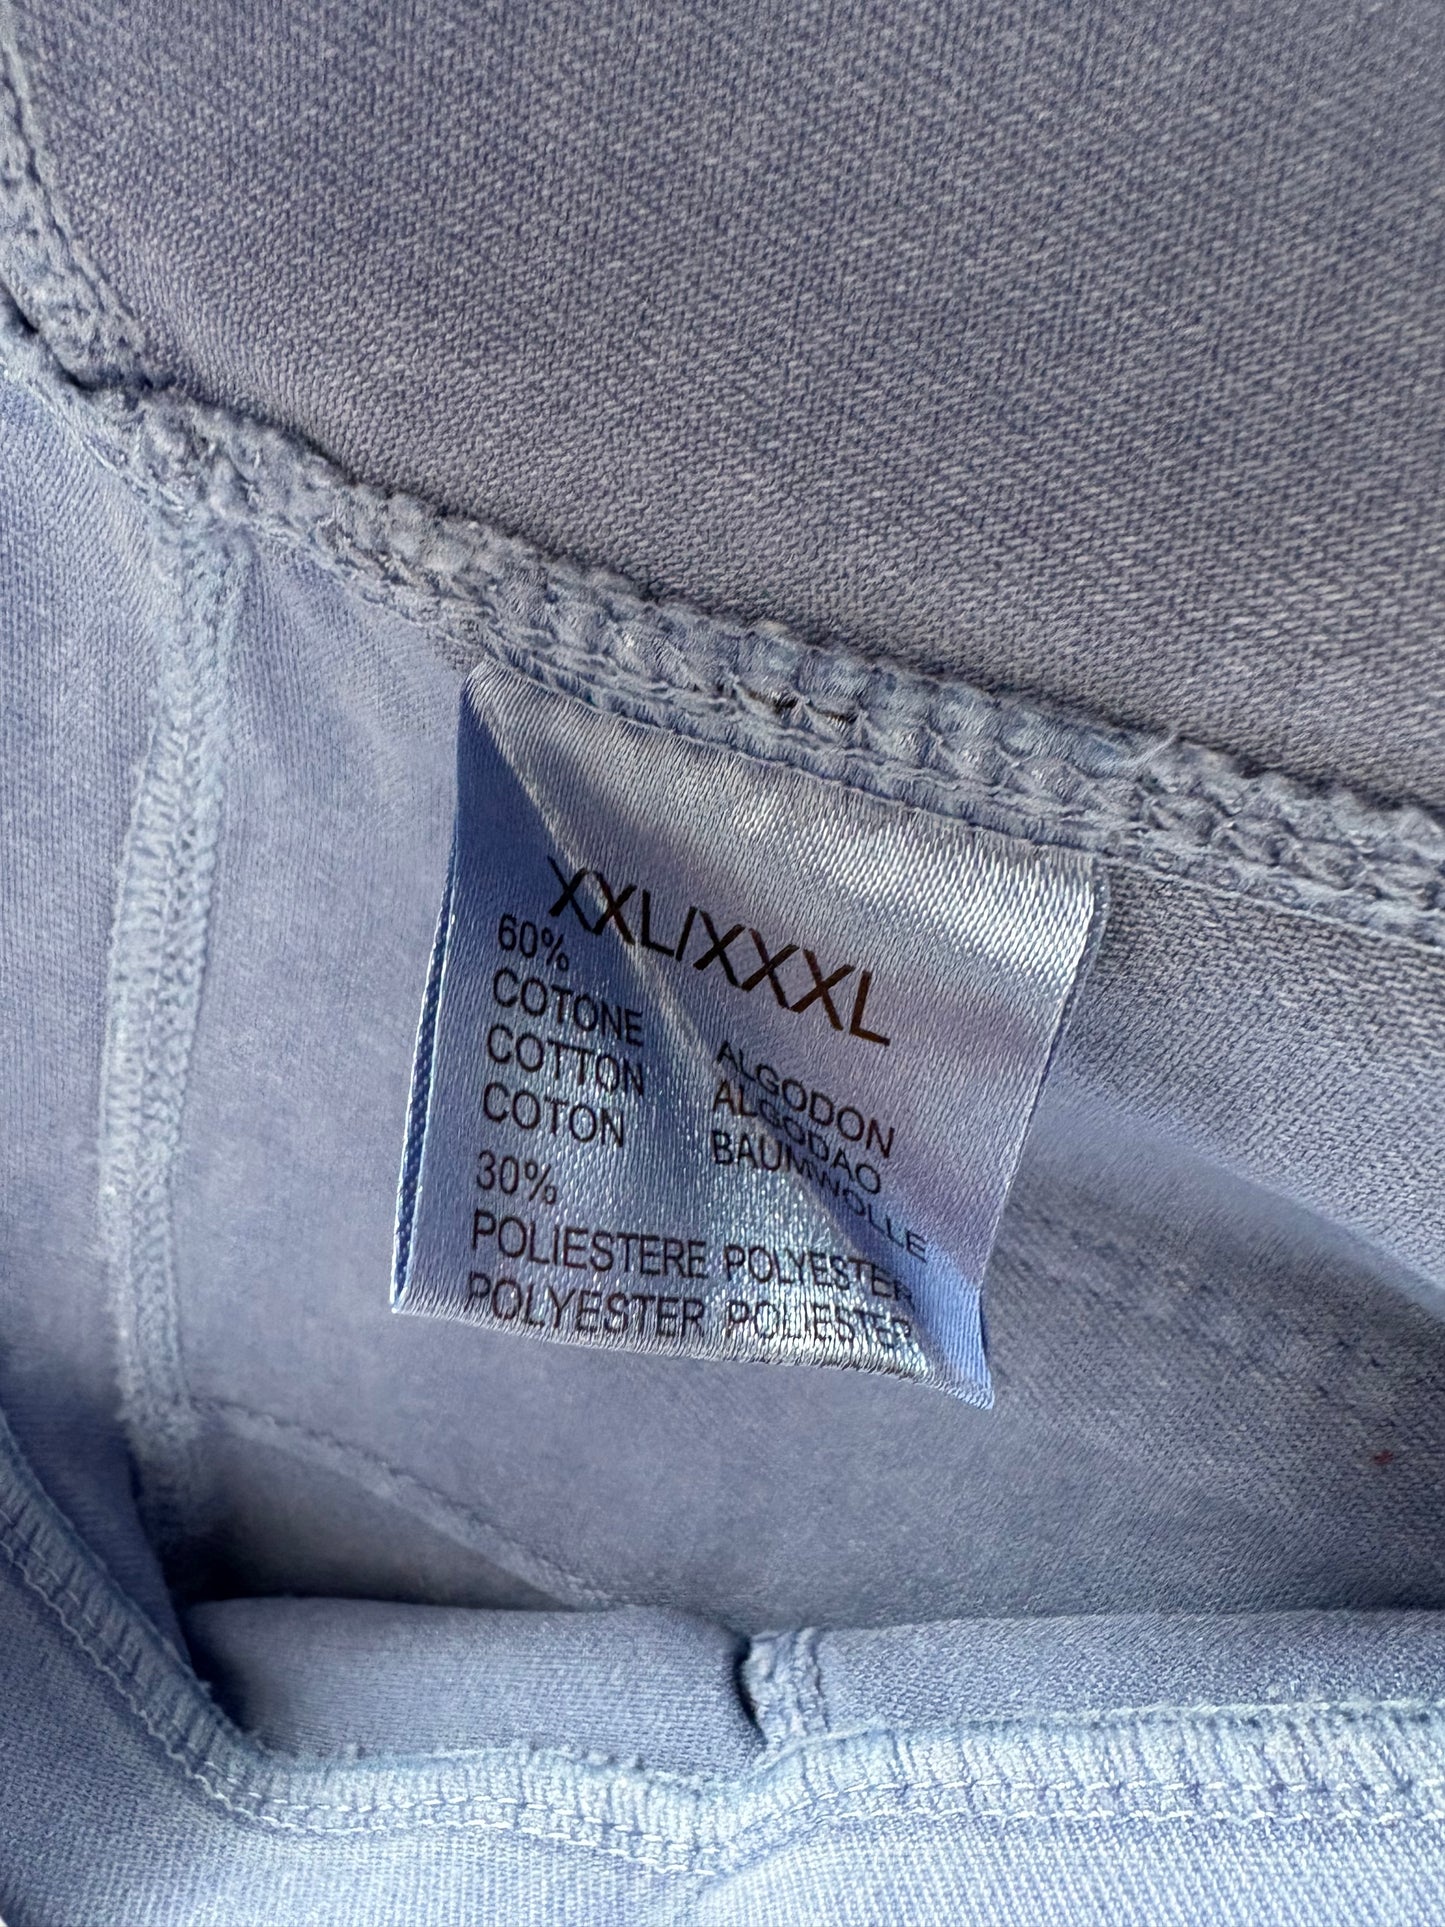 XXL/XXXL
60%
COTONE ALGODON
COTTON ALGODAO
COTON BAUMWOLLE
30%
POLIESTERE POLYESTER
POLYESTER POLIESTER